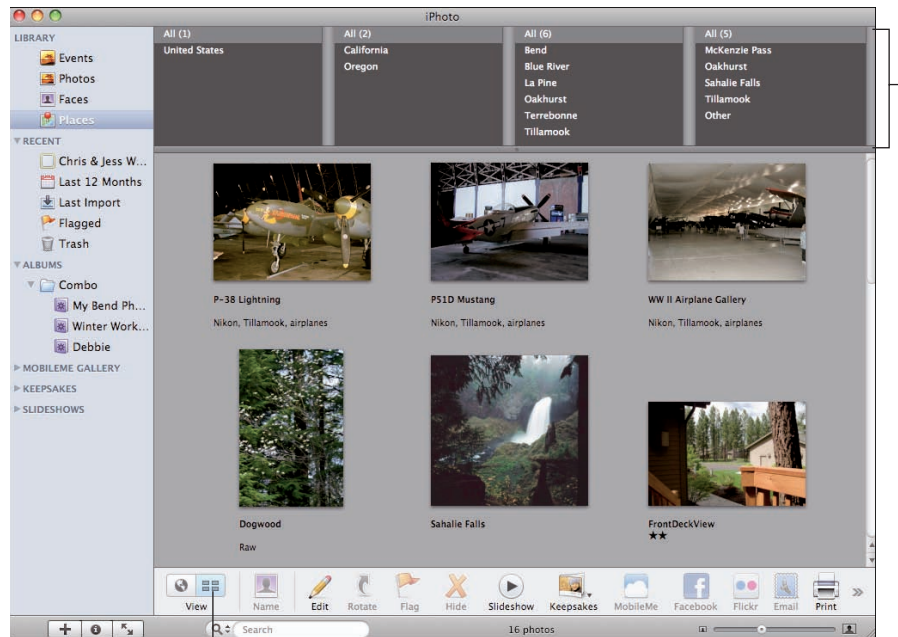 iPhoto
LIBRARY
Events
Photos
Faces
Places
RECENT
Chris & Jess W...
Last 12 Months
Last Import
Flagged
Trash
ALBUMS
Combo
My Bend Ph...
Winter Work...
Debbie
MOBILEME GALLERY
KEEPSAKES
SLIDESHOWS
All (1)
United States
All (2)
California
Oregon
All (6)
Bend
Blue River
La Pine
Oakhurst
Terrebonne
Tillamook
All (5)
McKenzie Pass
Oakhurst
Sahalie Falls
Tillamook
Other
P-38 Lightning
Nikon, Tillamook, airplanes
P51D Mustang
Nikon, Tillamook, airplanes
WW II Airplane Gallery
Nikon, Tillamook, airplanes
Dogwood
Raw
Sahalie Falls
FrontDeckView
★★
View
Name
Edit
Rotate
Flag
Hide
Slideshow
Keepsakes
MobileMe
Facebook
Flickr
Email
Print
Search
16 photos